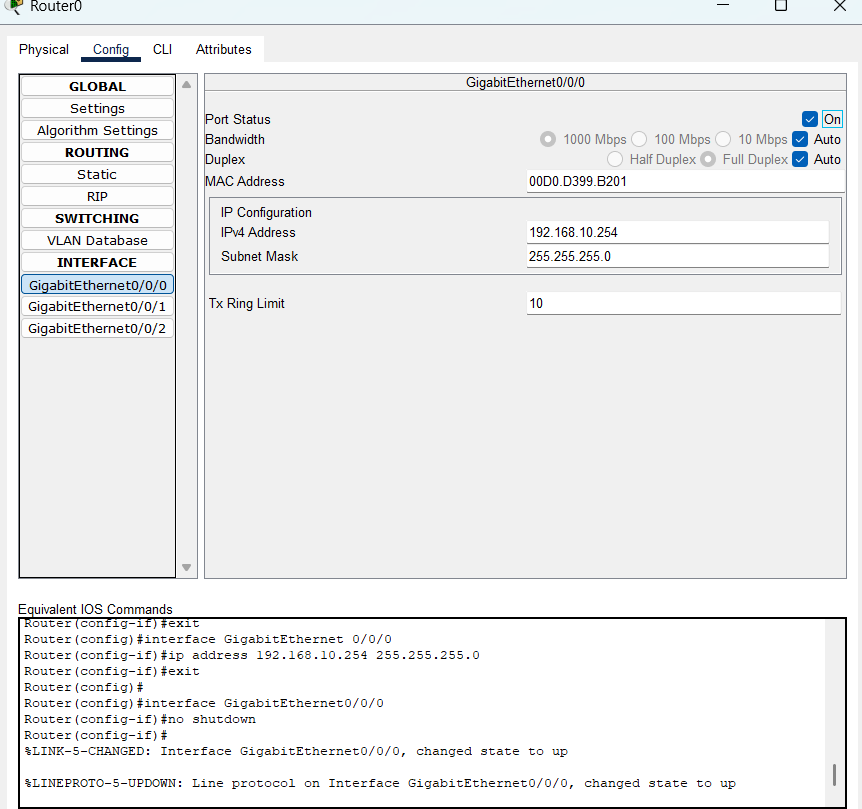 Router0
Physical Config CLI Attributes
GLOBAL
Settings
Algorithm Settings
ROUTING
Static
RIP
SWITCHING
VLAN Database
INTERFACE
GigabitEthernet0/0/0
GigabitEthernet0/0/1
GigabitEthernet0/0/2
GigabitEthernet0/0/0
Port Status On
Bandwidth 1000 Mbps 100 Mbps 10 Mbps Auto
Duplex Half Duplex Full Duplex Auto
MAC Address 00D0.D399.B201
IP Configuration
IPv4 Address 192.168.10.254
Subnet Mask 255.255.255.0
Tx Ring Limit 10
Equivalent IOS Commands
Router(config-if)#exit
Router(config)#interface GigabitEthernet 0/0/0
Router(config-if)#ip address 192.168.10.254 255.255.255.0
Router(config-if)#exit
Router(config)#
Router(config)#interface GigabitEthernet0/0/0
Router(config-if)#no shutdown
Router(config-if)#
%LINK-5-CHANGED: Interface GigabitEthernet0/0/0, changed state to up
%LINEPROTO-5-UPDOWN: Line protocol on Interface GigabitEthernet0/0/0, changed state to up